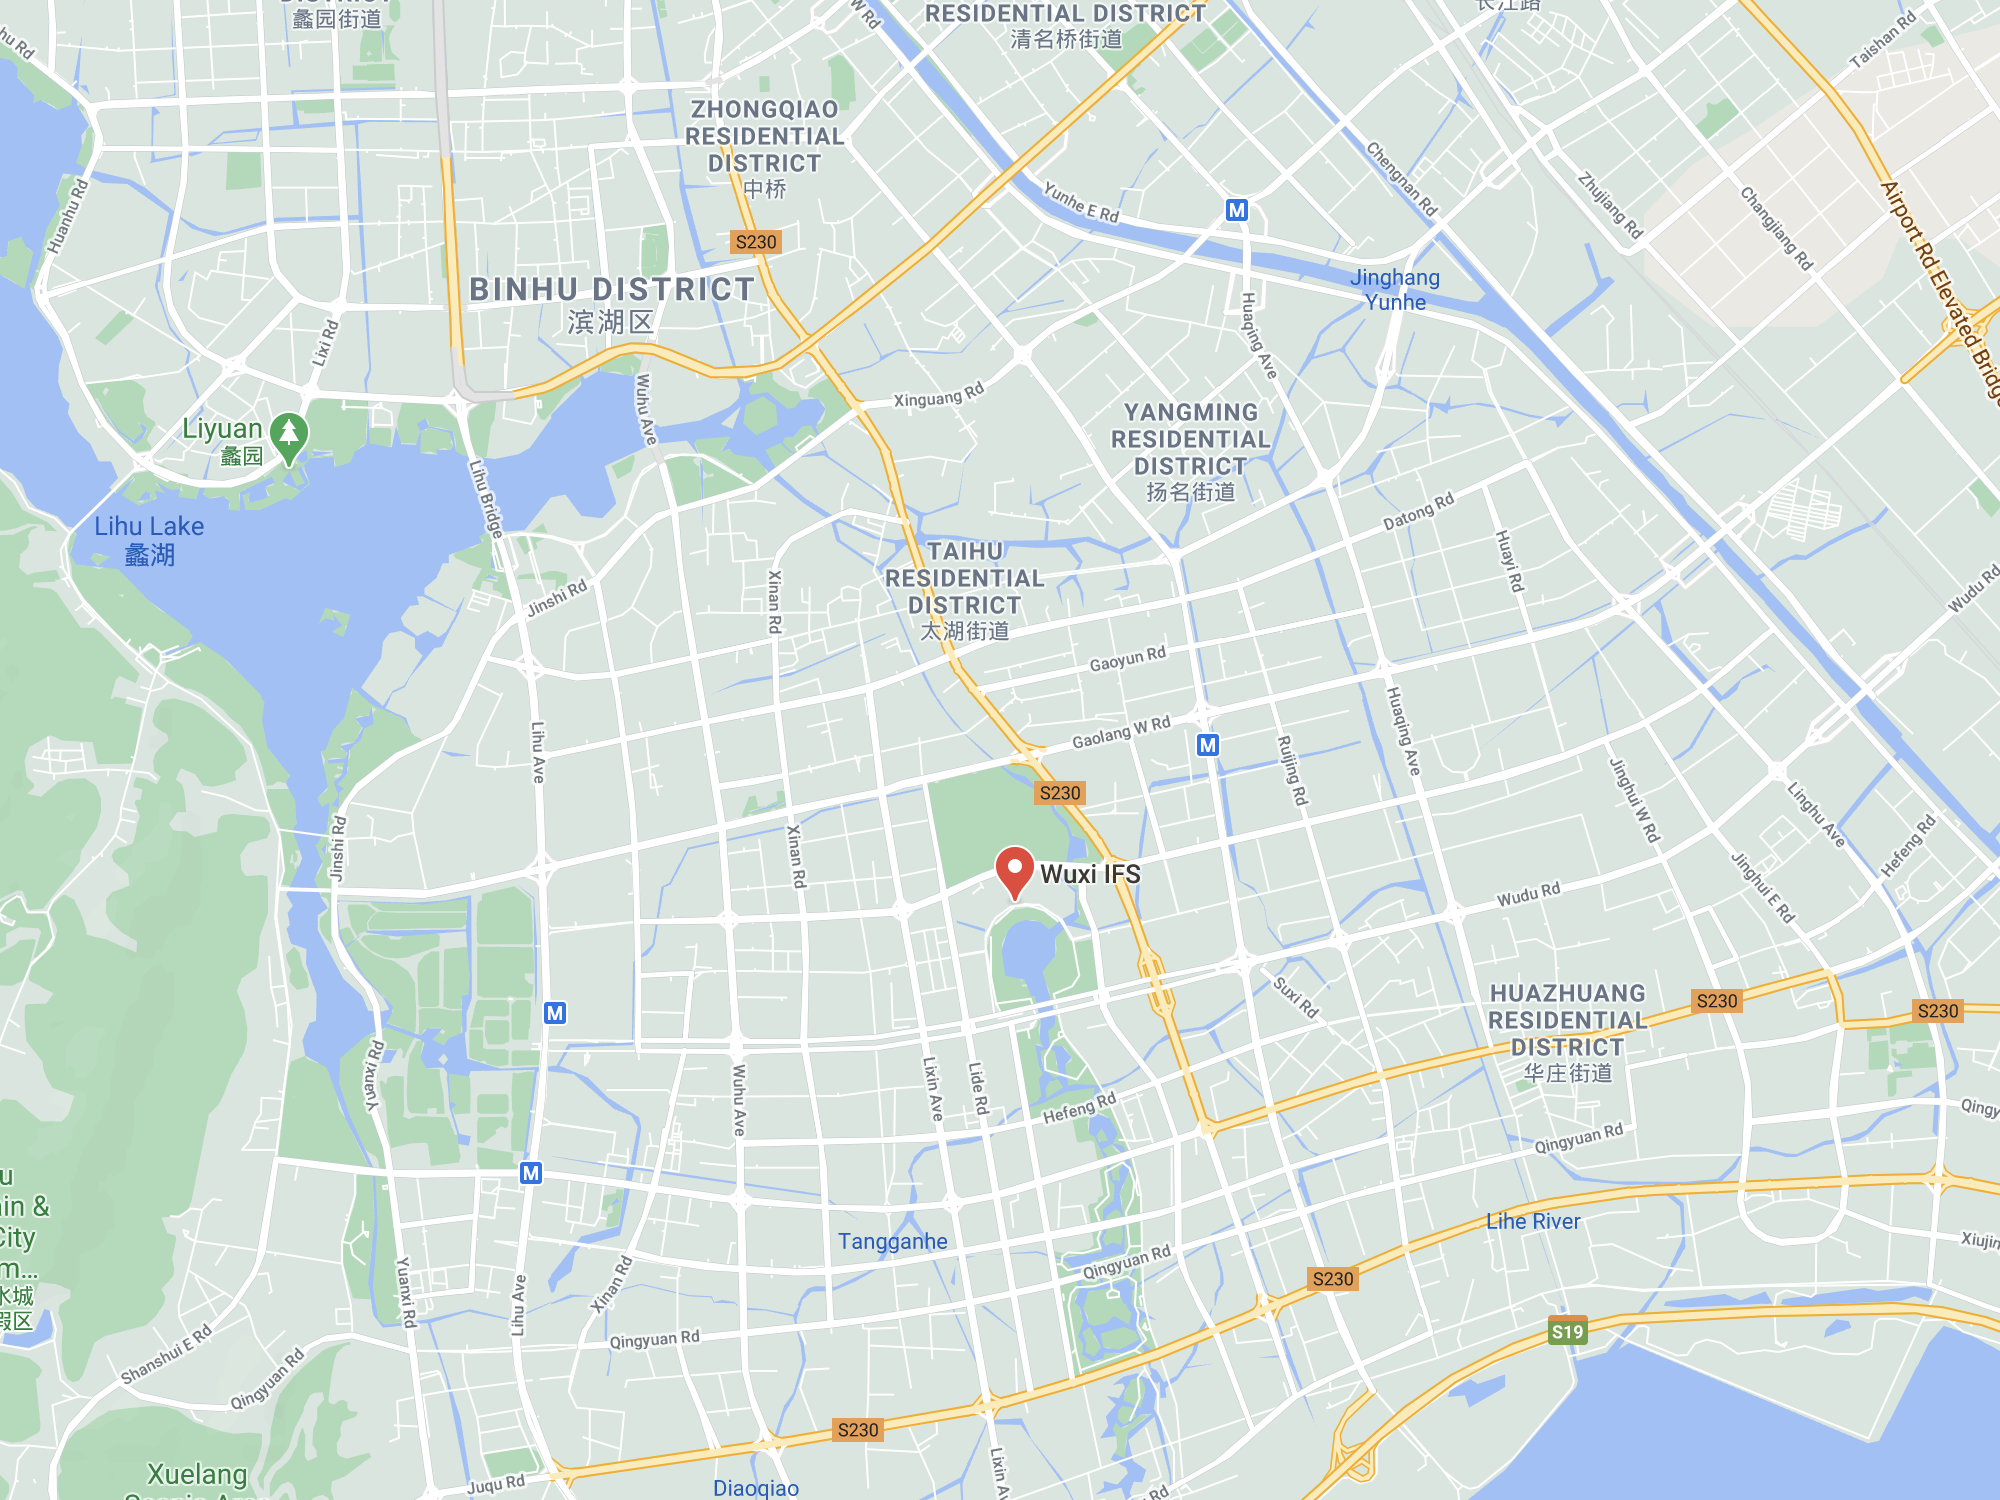 DISTRICT
蠡园街道
W Rd
RESIDENTIAL DISTRICT
清名桥街道
长江路
hu Rd
Taishan Rd
ZHONGQIAO
RESIDENTIAL
DISTRICT
中桥
Huanhu Rd
Yunhe E Rd
M
Chengnan Rd
Zhujiang Rd
Changjiang Rd
Airport Rd Elevated Bridge
S230
BINHU DISTRICT
滨湖区
Jinghang
Yunhe
Lixi Rd
Huaqing Ave
Wuhu Ave
Xinguang Rd
YANGMING
RESIDENTIAL
DISTRICT
扬名街道
Liyuan
蠡园
Lihu Bridge
Lihu Lake
蠡湖
Datong Rd
Huayi Rd
TAIHU
RESIDENTIAL
DISTRICT
太湖街道
Jinshi Rd
Xinan Rd
Wudu Rd
Gaoyun Rd
Gaolang W Rd
M
Huaqing Ave
Lihu Ave
Ruijing Rd
Jinghui W Rd
Linghu Ave
S230
Jinshi Rd
Xinan Rd
Hefeng Rd
Wuxi IFS
Jinghui E Rd
Wudu Rd
Suxi Rd
HUAZHUANG
RESIDENTIAL
DISTRICT
华庄街道
S230
S230
M
Yuanxi Rd
Wuhu Ave
Lixin Ave
Lide Rd
Hefeng Rd
Qingy
Qingyuan Rd
M
u
in &
City
m...
水城
假区
Tangganhe
Lihe River
Xiujin
Qingyuan Rd
Yuanxi Rd
Lihu Ave
Xinan Rd
S230
S19
Qingyuan Rd
Shanshui E Rd
Qingyuan Rd
S230
Xuelang
Scenic Area
Juqu Rd
Diaoqiao
Lixin Av
Rd